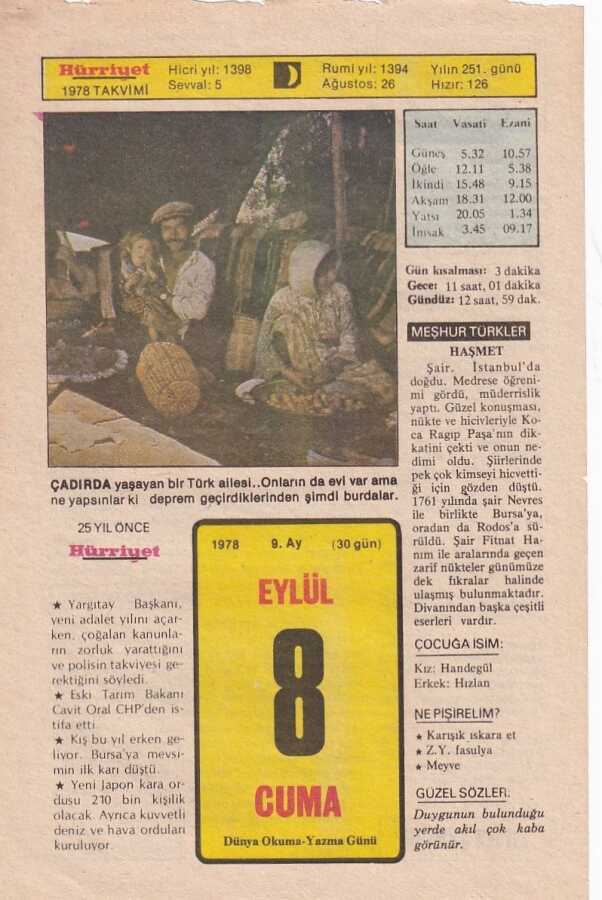 Hürriyet
1978 TAKVİMİ
Hicri yıl: 1398
Şevval: 5
Rumi yıl: 1394
Ağustos: 26
Yılın 251. günü
Hızır: 126
Saat Vasati Ezani
Güneş 5.32 10.57
Öğle 12.11 5.38
İkindi 15.48 9.15
Akşam 18.31 12.00
Yatsı 20.05 1.34
İmsak 3.45 09.17
Gün kısalması: 3 dakika
Gece: 11 saat, 01 dakika
Gündüz: 12 saat, 59 dak.
MEŞHUR TÜRKLER
HAŞMET
Şair. İstanbul'da
doğdu. Medrese öğreni-
mi gördü, müderrislik
yaptı. Güzel konuşması,
nükte ve hicivleriyle Ko-
ca Ragıp Paşa'nın dik-
katini çekti ve onun ne-
dimi oldu. Şiirlerinde
pek çok kimseyi hicvetti-
ği için gözden düştü.
1761 yılında şair Nevres
ile birlikte Bursa'ya,
oradan da Rodos'a sü-
rüldü. Şair Fitnat Ha-
nım ile aralarında geçen
zarif nükteler günümüze
dek fıkralar halinde
ulaşmış bulunmaktadır.
Divanından başka çeşitli
eserleri vardır.
ÇOCUĞA İSİM:
Kız: Handegül
Erkek: Hızlan
NE PİŞİRELİM?
★ Karışık ıskara et
★ Z.Y. fasulya
★ Meyve
GÜZEL SÖZLER:
Duygunun bulunduğu
yerde akıl çok kaba
görünür.
ÇADIRDA yaşayan bir Türk ailesi..Onların da evi var ama
ne yapsınlar ki deprem geçirdiklerinden şimdi burdalar.
25 YIL ÖNCE
Hürriyet
★ Yargıtay Başkanı,
yeni adalet yılını açar-
ken, çoğalan kanunla-
rın zorluk yarattığını
ve polisin takviyesi ge-
rektiğini söyledi.
★ Eski Tarım Bakanı
Cavit Oral CHP'den is-
tifa etti.
★ Kış bu yıl erken ge-
liyor. Bursa'ya mevsi-
min ilk karı düştü.
★ Yeni Japon kara or-
dusu 210 bin kişilik
olacak. Ayrıca kuvvetli
deniz ve hava orduları
kuruluyor.
1978 9. Ay (30 gün)
EYLÜL
8
CUMA
Dünya Okuma-Yazma Günü